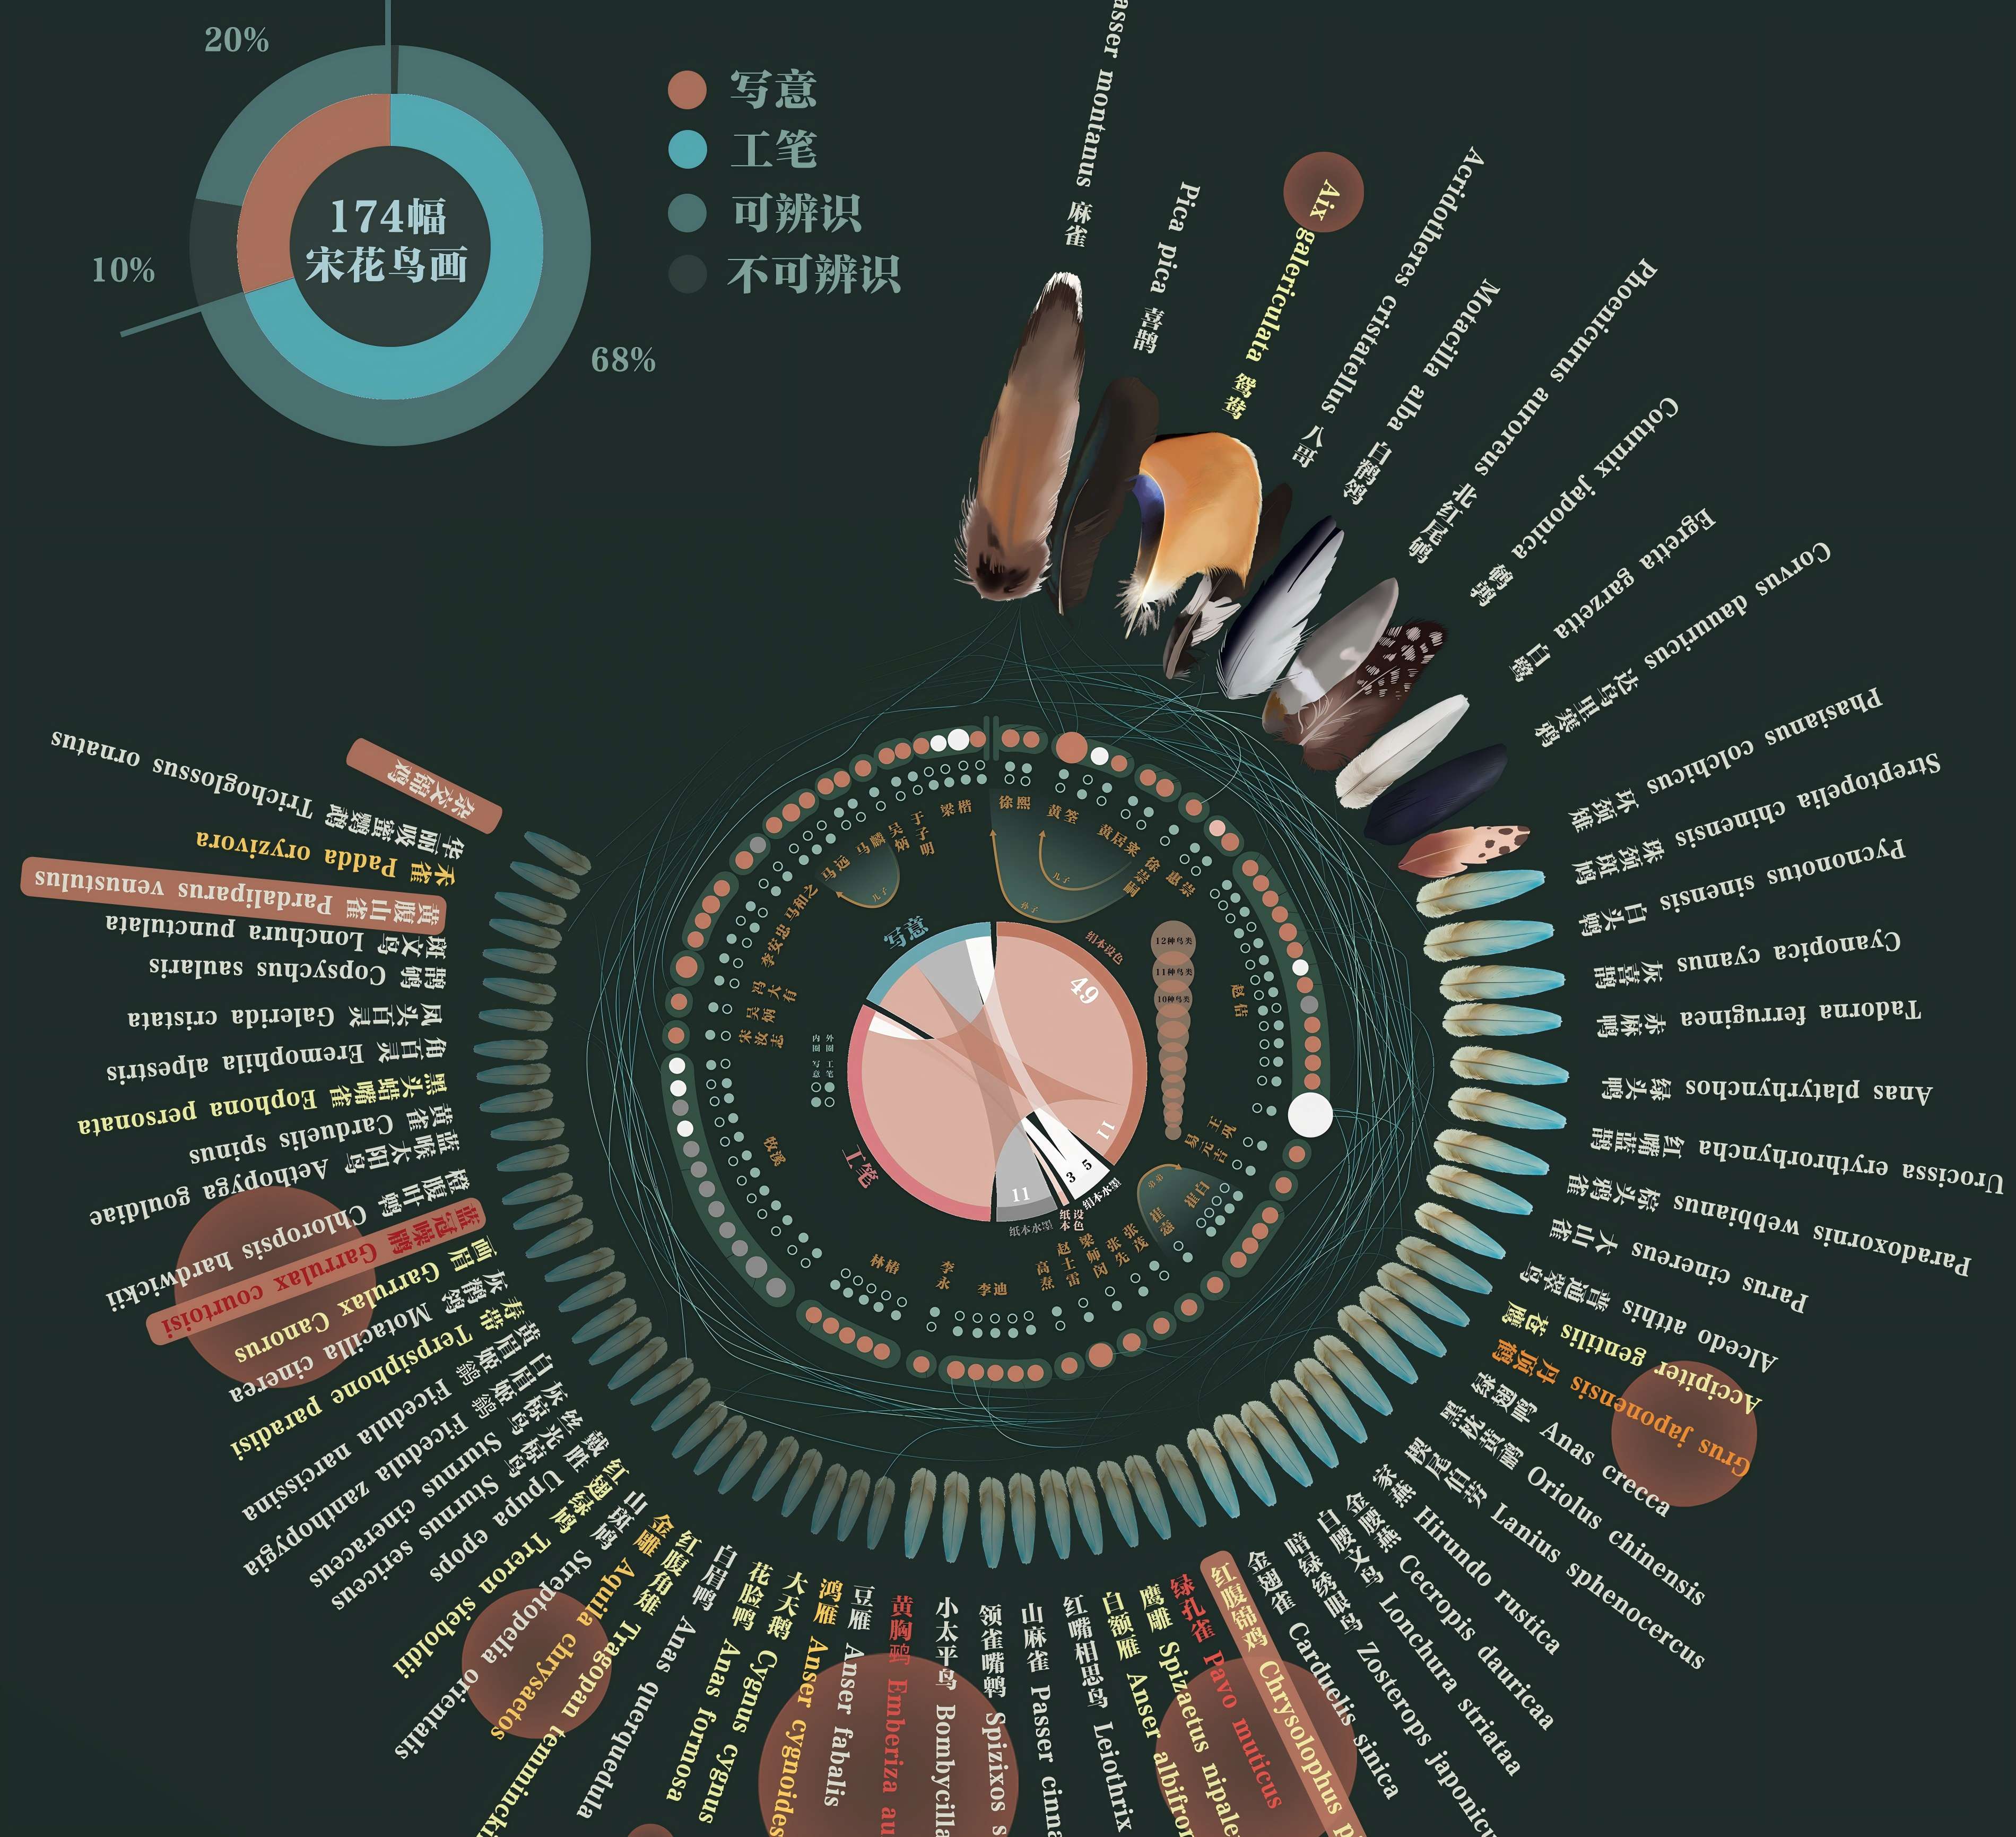 20%
10%
68%
174幅
宋花鸟画
写意
工笔
可辨识
不可辨识
asser montanus 麻雀
Pica pica 喜鹊
Aix galericulata 鸳鸯
Acridotheres cristatellus 八哥
Motacilla alba 白鹡鸰
Phoenicurus auroreus 北红尾鸲
Coturnix japonica 鹌鹑
Egretta garzetta 白鹭
Corvus dauuricus 达乌里寒鸦
Phasianus colchicus 环颈雉
Streptopelia chinensis 珠颈斑鸠
Pycnonotus sinensis 白头鹎
Cyanopica cyanus 灰喜鹊
Tadorna ferruginea 赤麻鸭
Anas platyrhynchos 绿头鸭
Urocissa erythrorhyncha 红嘴蓝鹊
Paradoxornis webbianus 棕头鸦雀
Parus cinereus 大山雀
Alcedo atthis 普通翠鸟
Accipiter gentilis 苍鹰
Grus japonensis 丹顶鹤
绿翅鸭 Anas crecca
黑枕黄鹂 Oriolus chinensis
楔尾伯劳 Lanius sphenocercus
家燕 Hirundo rustica
金腰燕 Cecropis dauricaa
白腰文鸟 Lonchura striataa
暗绿绣眼鸟 Zosterops japonicu
金翅雀 Carduelis sinica
红腹锦鸡 Chrysolophus p
绿孔雀 Pavo muticus
鹰雕 Spizaetus nipale
白额雁 Anser albifron
红嘴相思鸟 Leiothrix
山麻雀 Passer cinna
领雀嘴鹎 Spizixos s
小太平鸟 Bombycilla
黄胸鹀 Emberiza au
豆雁 Anser fabalis
鸿雁 Anser cygnoides
大天鹅 Cygnus cygnus
花脸鸭 Anas formosa
白眉鸭 Anas querquedula
红腹角雉 Tragopan temmincki
金雕 Aquila chrysaetos
山斑鸠 Streptopelia orientalis
红翅绿鸠 Treron sieboldii
戴胜 Upupa epops
丝光椋鸟 Sturnus sericeus
灰椋鸟 Sturnus cineraceus
白眉姬鹟 Ficedula zanthopygia
黄眉姬鹟 Ficedula narcissina
寿带 Terpsiphone paradisi
灰鹡鸰 Motacilla cinerea
画眉 Garrulax Canorus
蓝冠噪鹛 Garrulax courtoisi
橙腹叶鹎 Chloropsis hardwickii
蓝喉太阳鸟 Aethopyga gouldiae
黄雀 Carduelis spinus
黑头蜡嘴雀 Eophona personata
角百灵 Eremophila alpestris
凤头百灵 Galerida cristata
鹊鸲 Copsychus saularis
斑文鸟 Lonchura punctulata
黄腹山雀 Pardaliparus venustulus
禾雀 Padda oryzivora
华丽吸蜜鹦鹉 Trichoglossus ornatus
杂交锦鸡
徐熙
黄筌
儿子
孙子
黄居寀
徐崇嗣
惠崇
赵佶
王巩
易元吉
崔白
弟弟
崔悫
张茂
张先
梁师闵
赵士雷
高焘
李迪
李永
林椿
牧溪
宋汝志
吴炳
冯大有
李安忠
马和之
马远
儿子
马麟
吴炳
于子明
梁楷
外圈 工笔
内圈 写意
12种鸟类
11种鸟类
10种鸟类
写意
工笔
绢本设色
49
11
绢本水墨
5
3
纸本设色
纸本水墨
11